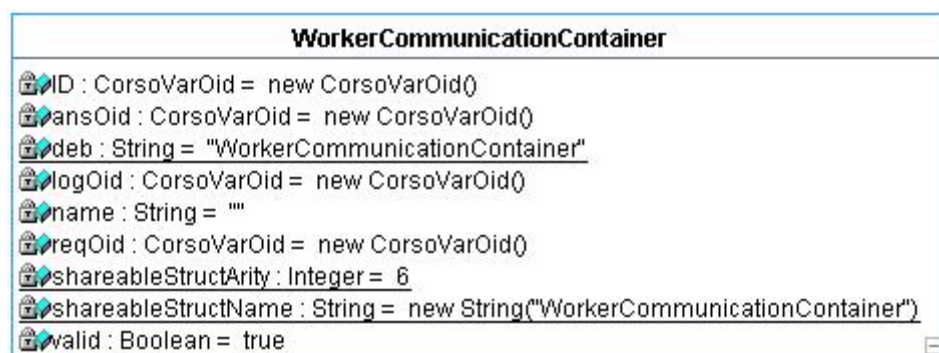 WorkerCommunicationContainer
ID : CorsoVarOid = new CorsoVarOid()
ansOid : CorsoVarOid = new CorsoVarOid()
deb : String = "WorkerCommunicationContainer"
logOid : CorsoVarOid = new CorsoVarOid()
name : String = ""
reqOid : CorsoVarOid = new CorsoVarOid()
shareableStructArity : Integer = 6
shareableStructName : String = new String("WorkerCommunicationContainer")
valid : Boolean = true